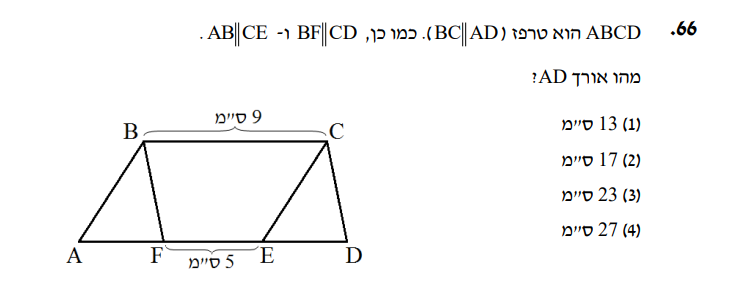 66. ABCD הוא טרפז (BC∥AD). כמו כן, BF∥CD ו- AB∥CE .
מהו אורך AD?
(1) 13 ס״מ
(2) 17 ס״מ
(3) 23 ס״מ
(4) 27 ס״מ
9 ס״מ
B C
A F E D
5 ס״מ